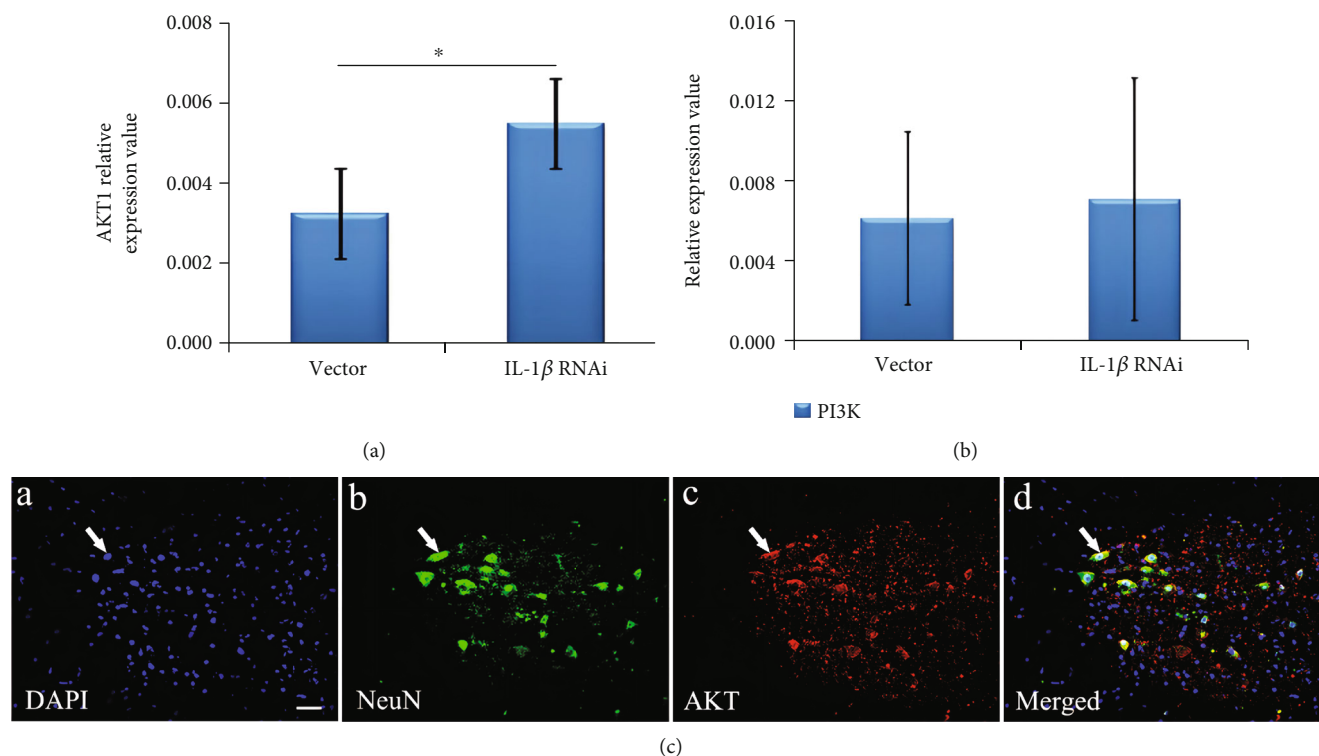 0.008
0.006
0.004
0.002
0.000
AKT1 relative
expression value
*
Vector
IL-1β RNAi
(a)
0.016
0.012
0.008
0.004
0.000
Relative expression value
Vector
IL-1β RNAi
PI3K
(b)
a
DAPI
b
NeuN
c
AKT
d
Merged
(c)